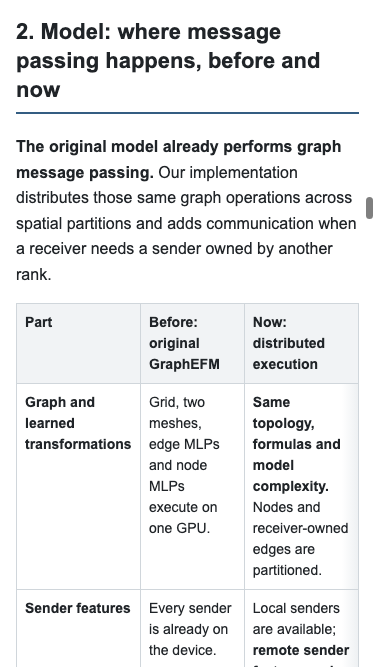 2. Model: where message
passing happens, before and
now
The original model already performs graph
message passing. Our implementation
distributes those same graph operations across
spatial partitions and adds communication when
a receiver needs a sender owned by another
rank.
Part
Before:
original
GraphEFM
Now:
distributed
execution
Graph and
learned
transformations
Grid, two
meshes,
edge MLPs
and node
MLPs
execute on
one GPU.
Same
topology,
formulas and
model
complexity.
Nodes and
receiver-owned
edges are
partitioned.
Sender features
Every sender
is already on
the device.
Local senders
are available;
remote sender